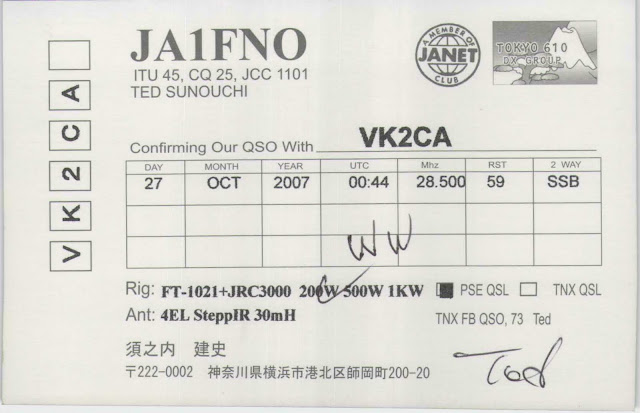 JA1FNO
ITU 45, CQ 25, JCC 1101
TED SUNOUCHI
A MEMBER OF
JANET
CLUB
TOKYO 610
DX GROUP
VK2CA
Confirming Our QSO With VK2CA
DAY MONTH YEAR UTC Mhz RST 2 WAY
27 OCT 2007 00:44 28.500 59 SSB
WW
Rig: FT-1021+JRC3000 200W 500W 1KW PSE QSL TNX QSL
Ant: 4EL SteppIR 30mH TNX FB QSO, 73 Ted
須之内 建史
〒222-0002 神奈川県横浜市港北区師岡町200-20
Ted